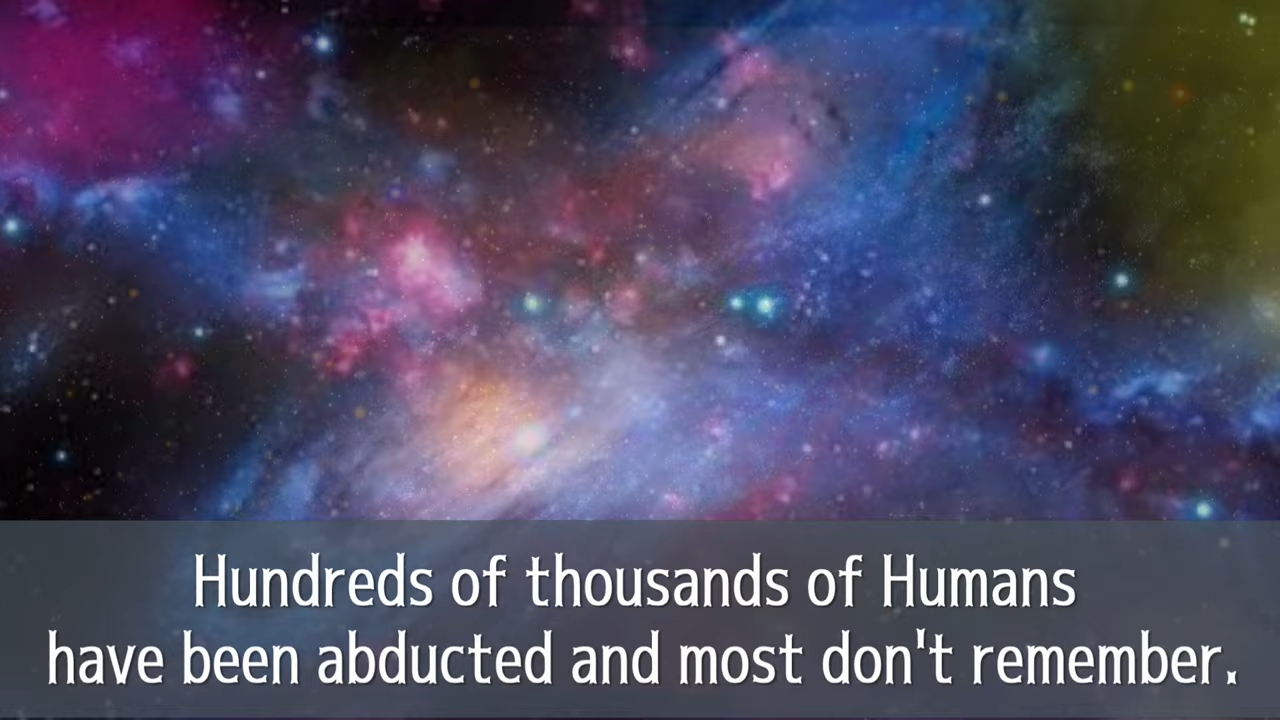 Hundreds of thousands of Humans
have been abducted and most don't remember.